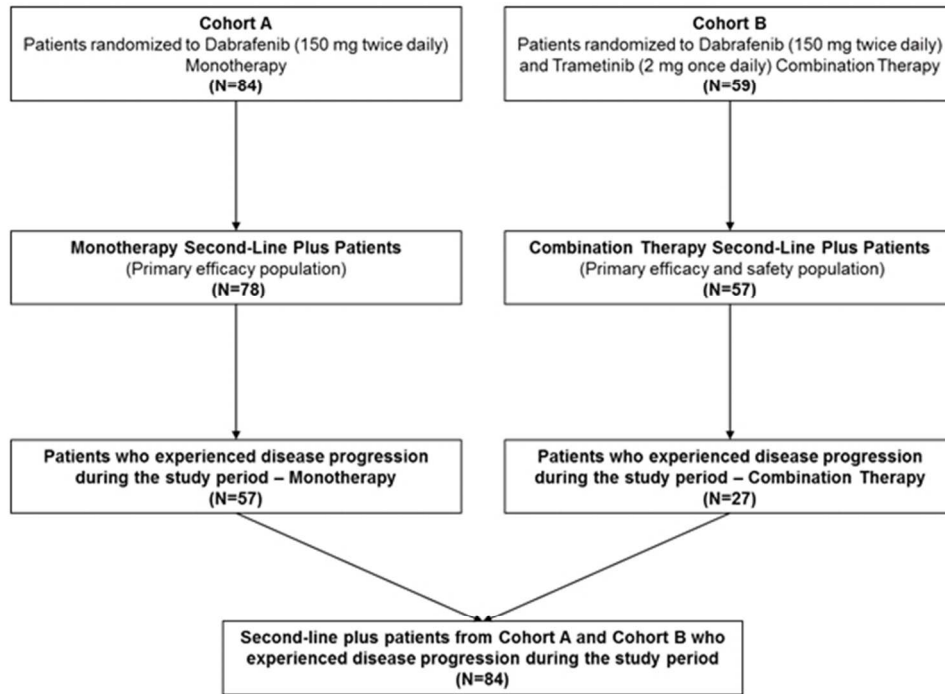 Cohort A
Patients randomized to Dabrafenib (150 mg twice daily)
Monotherapy
(N=84)
Cohort B
Patients randomized to Dabrafenib (150 mg twice daily)
and Trametinib (2 mg once daily) Combination Therapy
(N=59)
Monotherapy Second-Line Plus Patients
(Primary efficacy population)
(N=78)
Combination Therapy Second-Line Plus Patients
(Primary efficacy and safety population)
(N=57)
Patients who experienced disease progression
during the study period – Monotherapy
(N=57)
Patients who experienced disease progression
during the study period – Combination Therapy
(N=27)
Second-line plus patients from Cohort A and Cohort B who
experienced disease progression during the study period
(N=84)